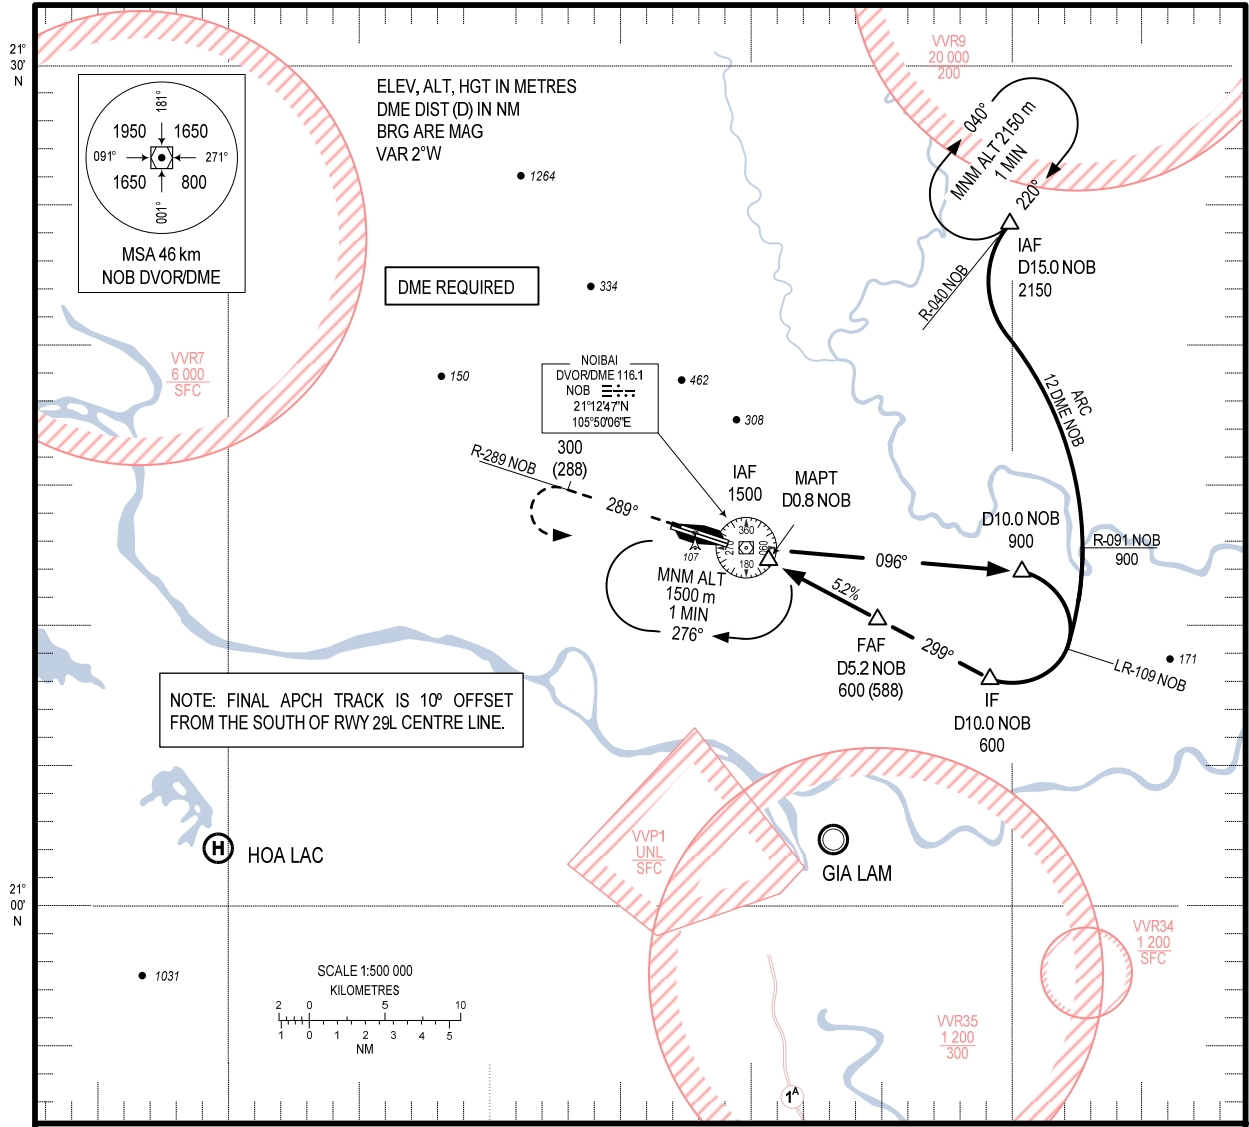 21°
30'
N
VVR9
20 000
200
181°
1950
1650
091°
271°
1650
800
001°
MSA 46 km
NOB DVOR/DME
ELEV, ALT, HGT IN METRES
DME DIST (D) IN NM
BRG ARE MAG
VAR 2°W
1264
040°
MNM ALT 2150 m
1 MIN
220°
IAF
D15.0 NOB
2150
R-040 NOB
DME REQUIRED
334
VVR7
6 000
SFC
150
NOIBAI
DVOR/DME 116.1
NOB
21°12'47"N
105°50'06"E
462
308
ARC
12 DME NOB
R-289 NOB
300
(288)
289°
IAF
1500
MAPT
D0.8 NOB
360
060
180
270
107
MNM ALT
1500 m
1 MIN
276°
096°
D10.0 NOB
900
R-091 NOB
900
5.2%
FAF
D5.2 NOB
600 (588)
299°
IF
D10.0 NOB
600
LR-109 NOB
171
NOTE: FINAL APCH TRACK IS 10° OFFSET
FROM THE SOUTH OF RWY 29L CENTRE LINE.
VVP1
UNL
SFC
H
HOA LAC
GIA LAM
21°
00'
N
VVR34
1 200
SFC
1031
SCALE 1:500 000
KILOMETRES
2 0 5 10
1 0 1 2 3 4 5
NM
VVR35
1 200
300
1A